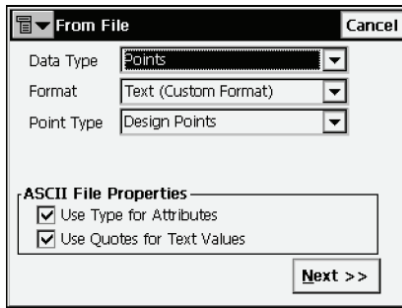 From File Cancel
Data Type Points
Format Text (Custom Format)
Point Type Design Points
ASCII File Properties
Use Type for Attributes
Use Quotes for Text Values
Next >>